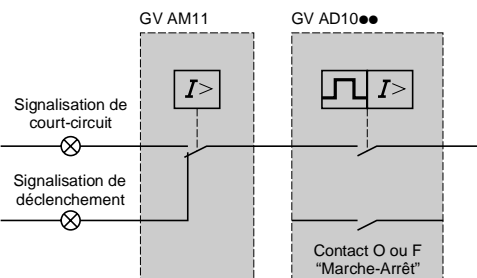 GV AM11
GV AD10●●
I>
I>
Signalisation de
court-circuit
Signalisation de
déclenchement
Contact O ou F
“Marche-Arrêt”